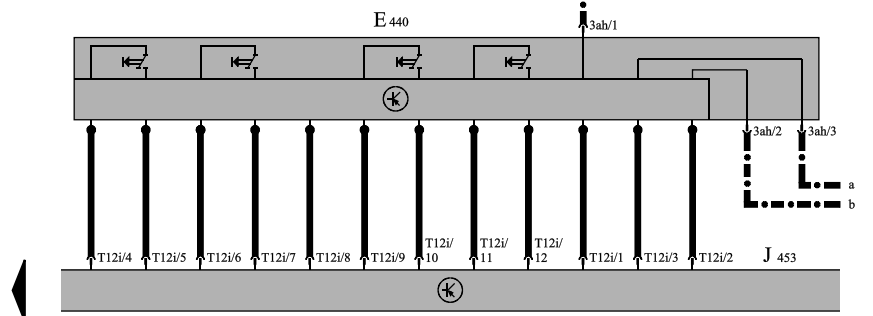 E 440
3ah/1
3ah/2
3ah/3
a
b
T12i/4
T12i/5
T12i/6
T12i/7
T12i/8
T12i/9
T12i/
10
T12i/
11
T12i/
12
T12i/1
T12i/3
T12i/2
J 453